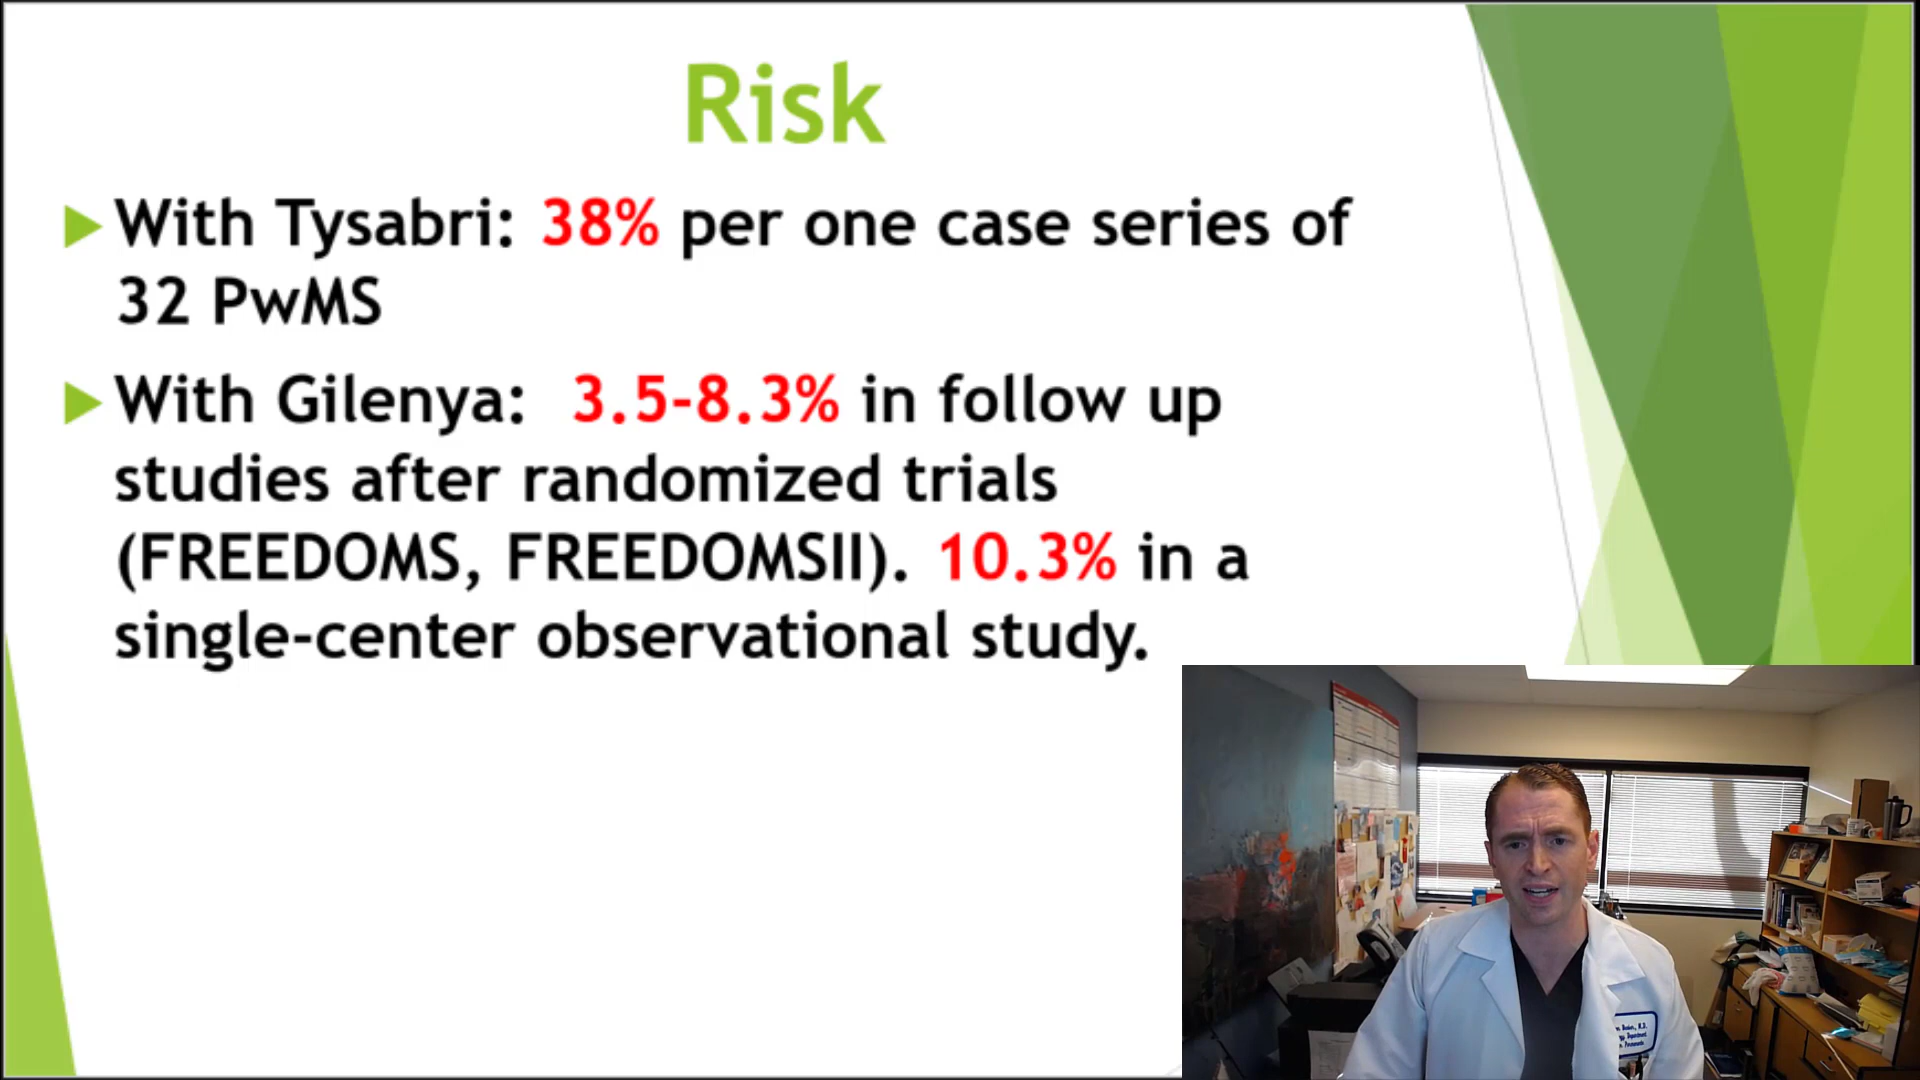 Risk
With Tysabri: 38% per one case series of
32 PwMS
With Gilenya: 3.5-8.3% in follow up
studies after randomized trials
(FREEDOMS, FREEDOMSII). 10.3% in a
single-center observational study.